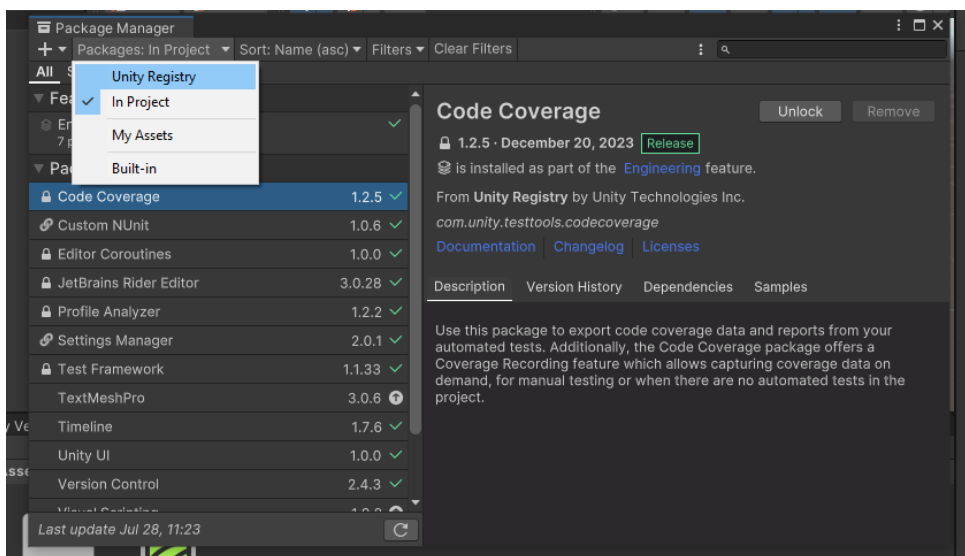 Package Manager
Packages: In Project Sort: Name (asc) Filters Clear Filters
All
Unity Registry
In Project
My Assets
Built-in
Code Coverage 1.2.5
Custom NUnit 1.0.6
Editor Coroutines 1.0.0
JetBrains Rider Editor 3.0.28
Profile Analyzer 1.2.2
Settings Manager 2.0.1
Test Framework 1.1.33
TextMeshPro 3.0.6
Timeline 1.7.6
Unity UI 1.0.0
Version Control 2.4.3
Last update Jul 28, 11:23
Code Coverage Unlock Remove
1.2.5 · December 20, 2023 Release
is installed as part of the Engineering feature.
From Unity Registry by Unity Technologies Inc.
com.unity.testtools.codecoverage
Documentation Changelog Licenses
Description Version History Dependencies Samples
Use this package to export code coverage data and reports from your
automated tests. Additionally, the Code Coverage package offers a
Coverage Recording feature which allows capturing coverage data on
demand, for manual testing or when there are no automated tests in the
project.